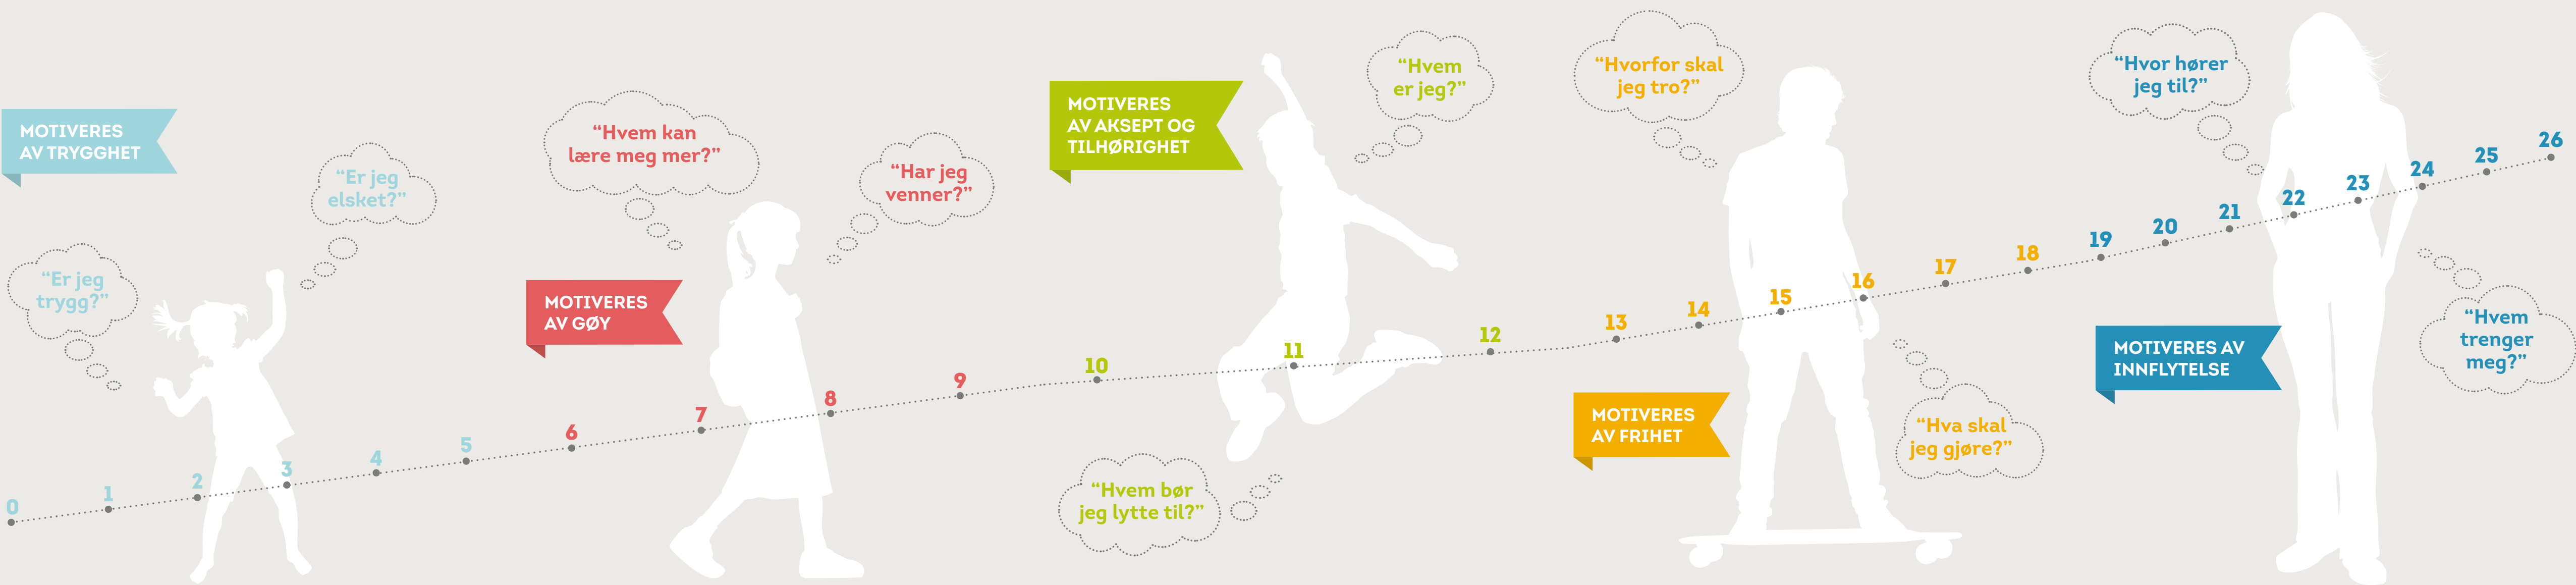 MOTIVERES
AV TRYGGHET
“Er jeg
trygg?”
“Er jeg
elsket?”
0
1
2
3
4
5
“Hvem kan
lære meg mer?”
“Har jeg
venner?”
MOTIVERES
AV GØY
6
7
8
9
MOTIVERES
AV AKSEPT OG
TILHØRIGHET
“Hvem
er jeg?”
“Hvem bør
jeg lytte til?”
10
11
12
“Hvorfor skal
jeg tro?”
MOTIVERES
AV FRIHET
“Hva skal
jeg gjøre?”
13
14
15
16
17
18
“Hvor hører
jeg til?”
MOTIVERES AV
INNFLYTELSE
“Hvem
trenger
meg?”
19
20
21
22
23
24
25
26